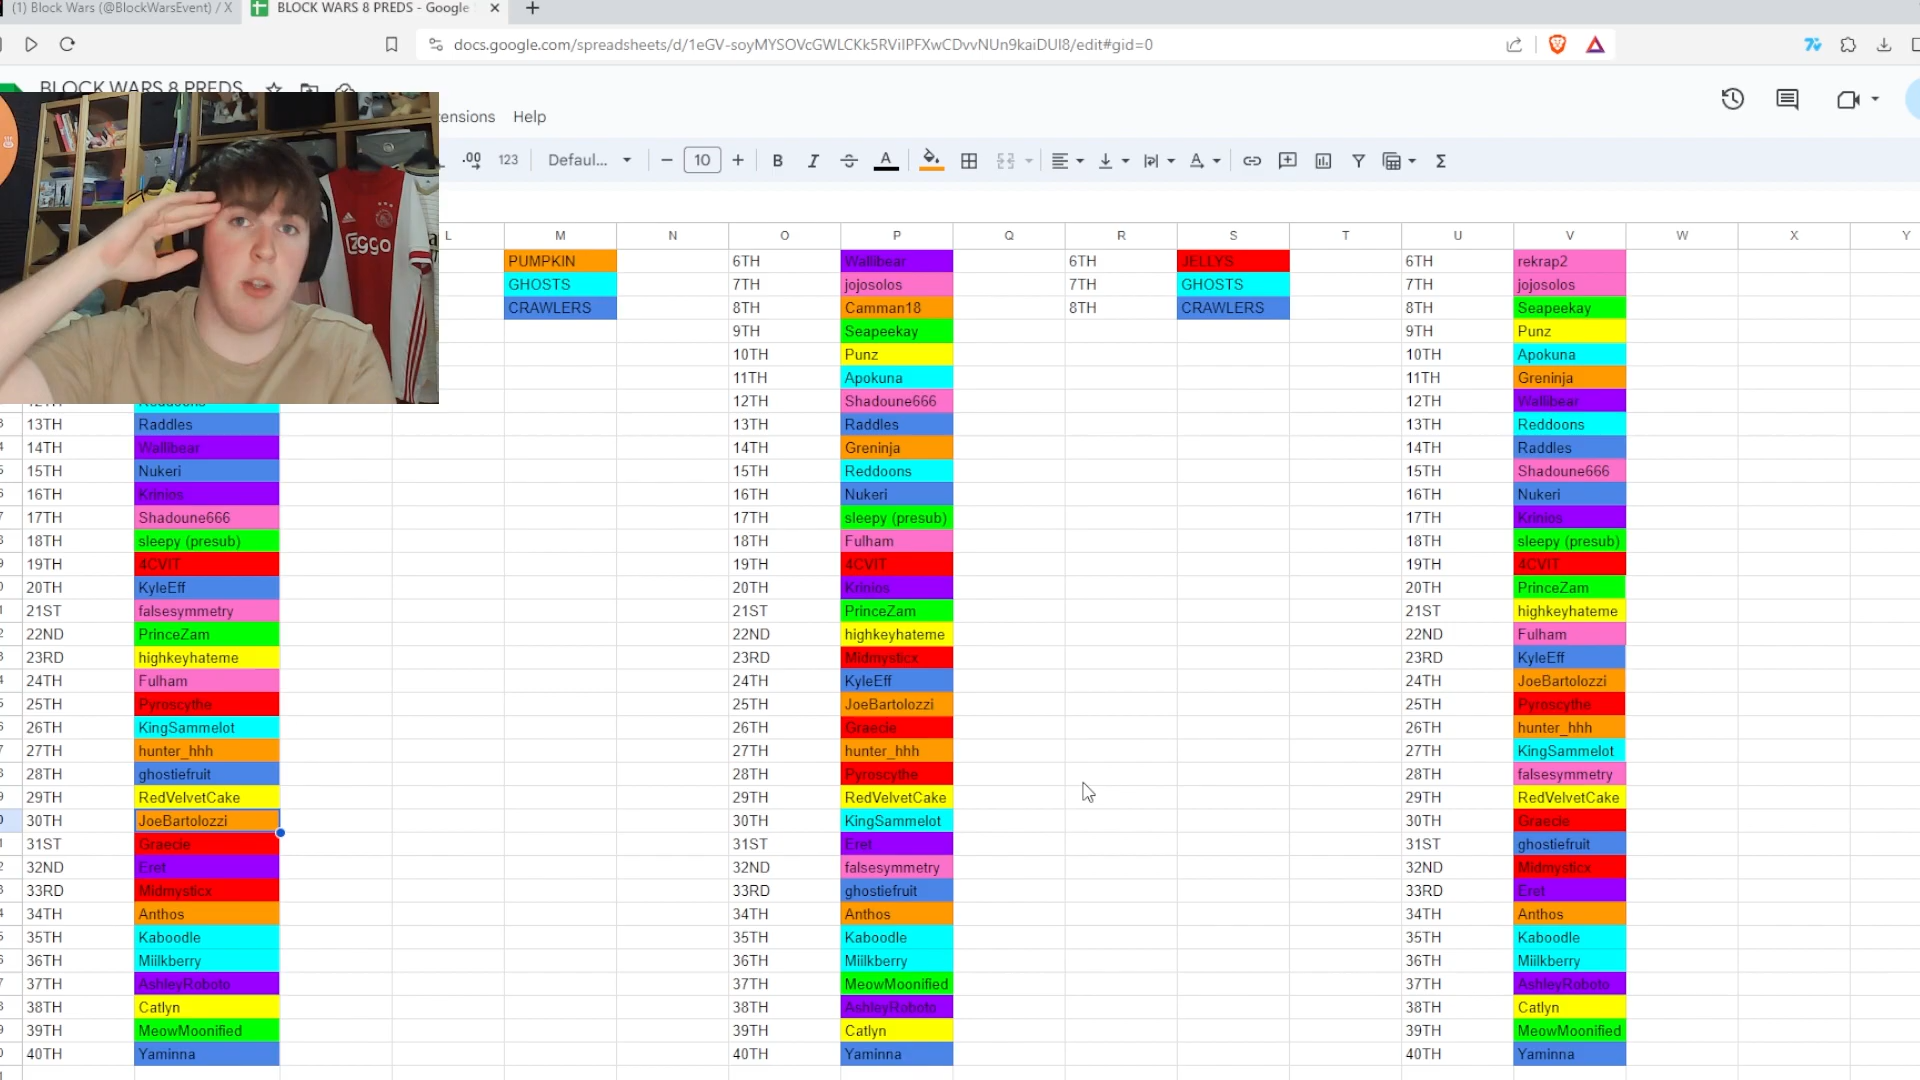 (1) Block Wars (@BlockWarsEvent) / X
BLOCK WARS 8 PREDS - Google
docs.google.com/spreadsheets/d/1eGV-soyMYSOVcGWLCKk5RVilPFXwCDvvNUn9kaiDUI8/edit#gid=0
BLOCK WARS 8 PREDS
tensions Help
.00 123 Defaul... 10 B I A
L M N O P Q R S T U V W X Y
PUMPKIN 6TH Wallibear 6TH JELLYS 6TH rekrap2
GHOSTS 7TH jojosolos 7TH GHOSTS 7TH jojosolos
CRAWLERS 8TH Camman18 8TH CRAWLERS 8TH Seapeekay
9TH Seapeekay 9TH Punz
10TH Punz 10TH Apokuna
11TH Apokuna 11TH Greninja
12TH Reddoons 12TH Shadoune666 12TH Wallibear
13TH Raddles 13TH Raddles 13TH Reddoons
14TH Wallibear 14TH Greninja 14TH Raddles
15TH Nukeri 15TH Reddoons 15TH Shadoune666
16TH Krinios 16TH Nukeri 16TH Nukeri
17TH Shadoune666 17TH sleepy (presub) 17TH Krinios
18TH sleepy (presub) 18TH Fulham 18TH sleepy (presub)
19TH 4CVIT 19TH 4CVIT 19TH 4CVIT
20TH KyleEff 20TH Krinios 20TH PrinceZam
21ST falsesymmetry 21ST PrinceZam 21ST highkeyhateme
22ND PrinceZam 22ND highkeyhateme 22ND Fulham
23RD highkeyhateme 23RD Midmysticx 23RD KyleEff
24TH Fulham 24TH KyleEff 24TH JoeBartolozzi
25TH Pyroscythe 25TH JoeBartolozzi 25TH Pyroscythe
26TH KingSammelot 26TH Graecie 26TH hunter_hhh
27TH hunter_hhh 27TH hunter_hhh 27TH KingSammelot
28TH ghostiefruit 28TH Pyroscythe 28TH falsesymmetry
29TH RedVelvetCake 29TH RedVelvetCake 29TH RedVelvetCake
30TH JoeBartolozzi 30TH KingSammelot 30TH Graecie
31ST Graecie 31ST Eret 31ST ghostiefruit
32ND Eret 32ND falsesymmetry 32ND Midmysticx
33RD Midmysticx 33RD ghostiefruit 33RD Eret
34TH Anthos 34TH Anthos 34TH Anthos
35TH Kaboodle 35TH Kaboodle 35TH Kaboodle
36TH Miilkberry 36TH Miilkberry 36TH Miilkberry
37TH AshleyRoboto 37TH MeowMoonified 37TH AshleyRoboto
38TH Catlyn 38TH AshleyRoboto 38TH Catlyn
39TH MeowMoonified 39TH Catlyn 39TH MeowMoonified
40TH Yaminna 40TH Yaminna 40TH Yaminna
ziggo